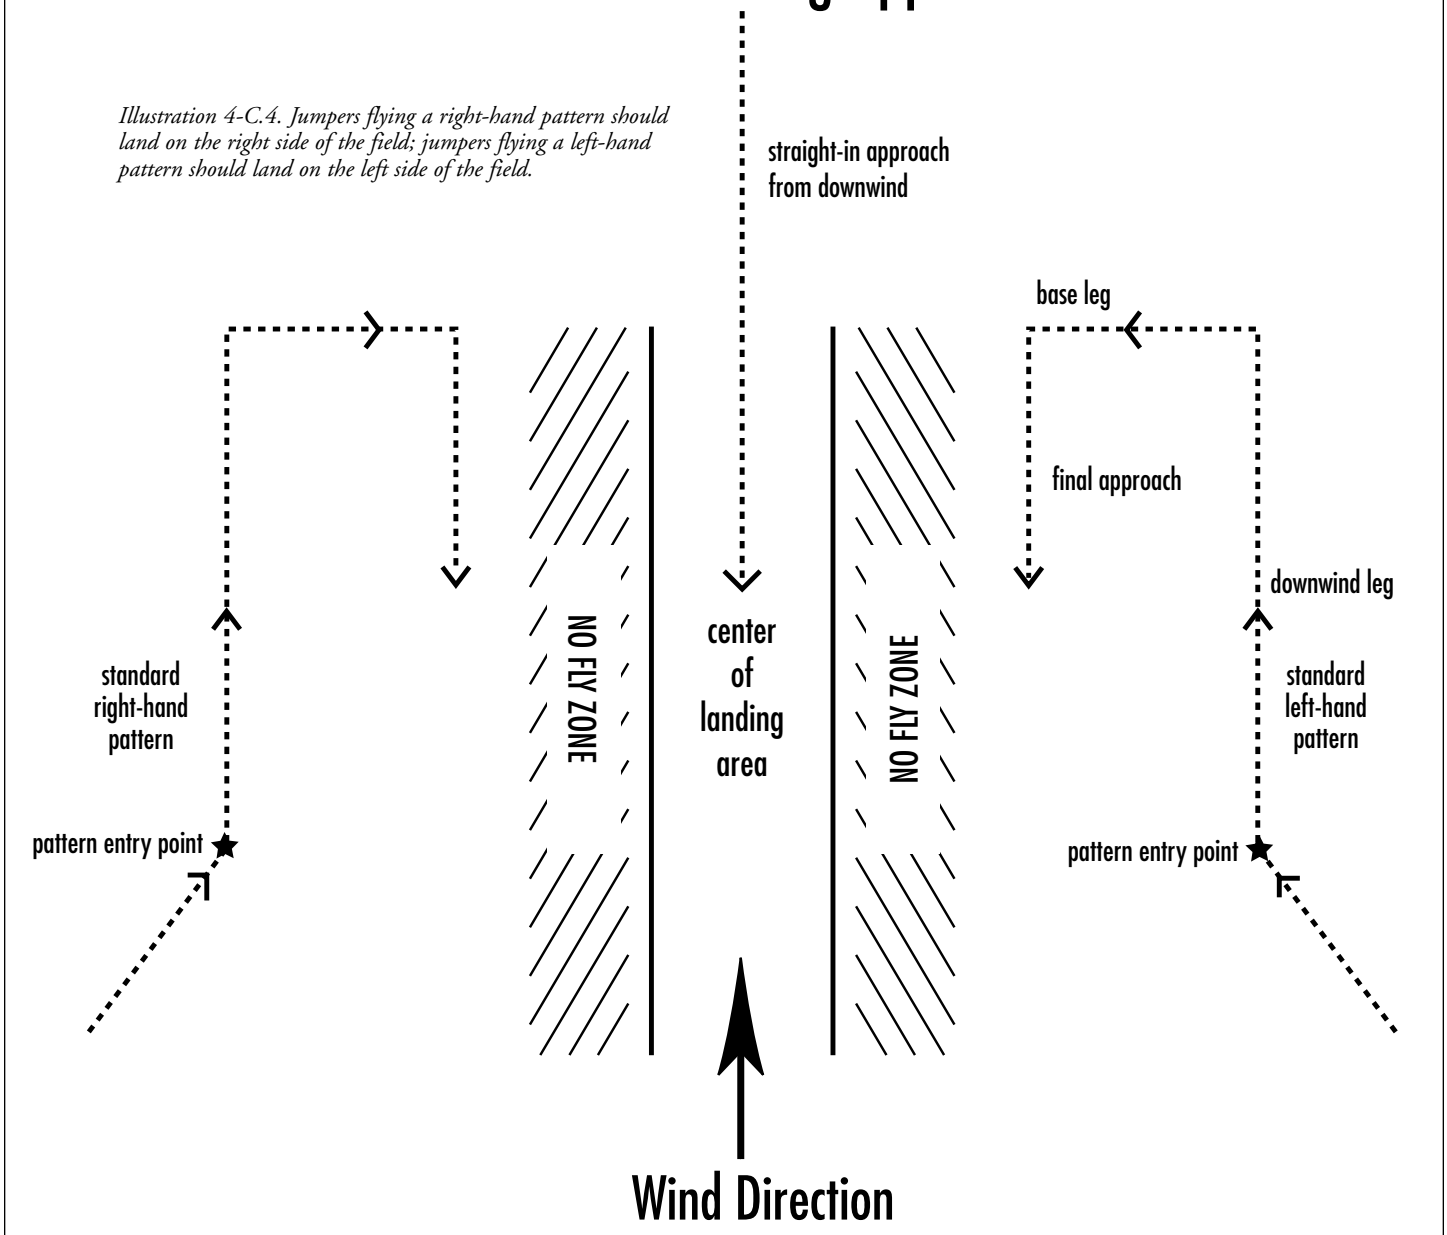 Illustration 4-C.4. Jumpers flying a right-hand pattern should
land on the right side of the field; jumpers flying a left-hand
pattern should land on the left side of the field.
straight-in approach
from downwind
base leg
final approach
downwind leg
standard
right-hand
pattern
NO FLY ZONE
center
of
landing
area
NO FLY ZONE
standard
left-hand
pattern
pattern entry point
pattern entry point
Wind Direction